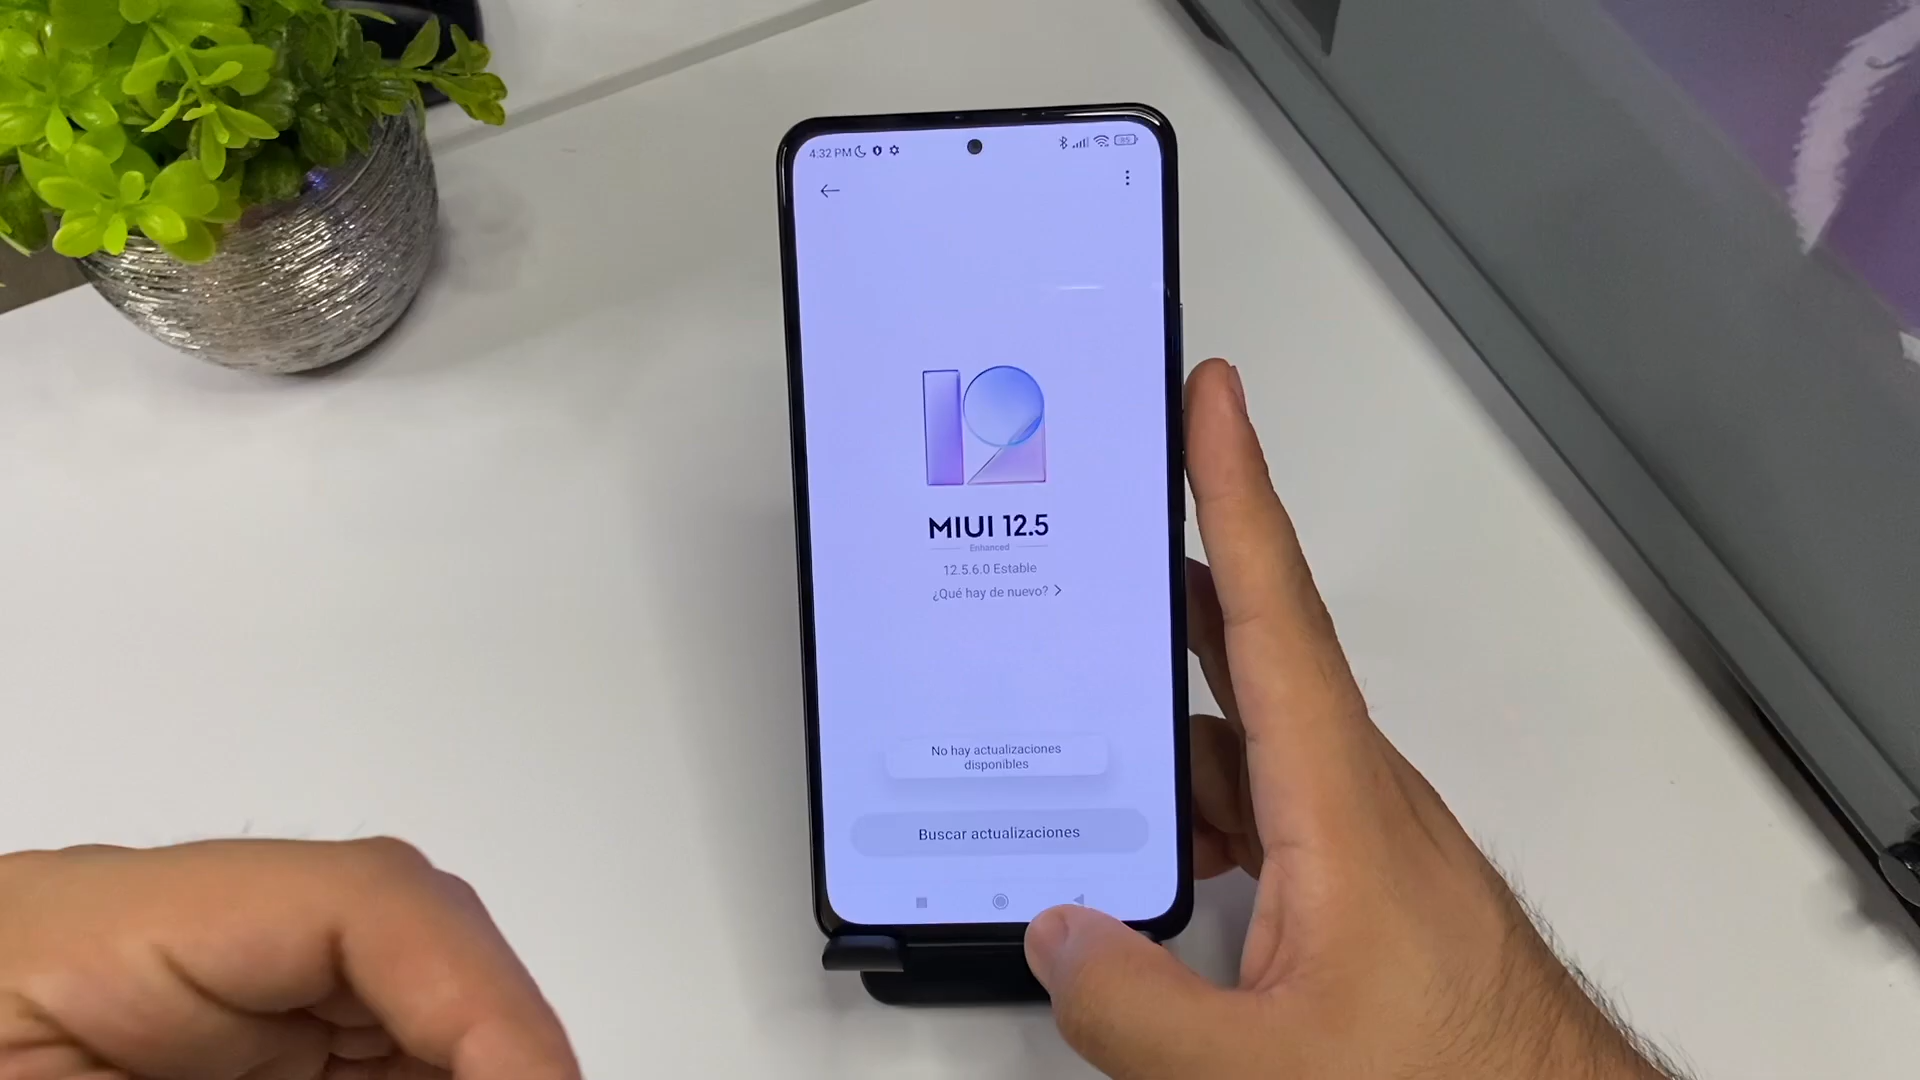 4:32 PM
MIUI 12.5
Enhanced
12.5.6.0 Estable
¿Qué hay de nuevo?
No hay actualizaciones
disponibles
Buscar actualizaciones